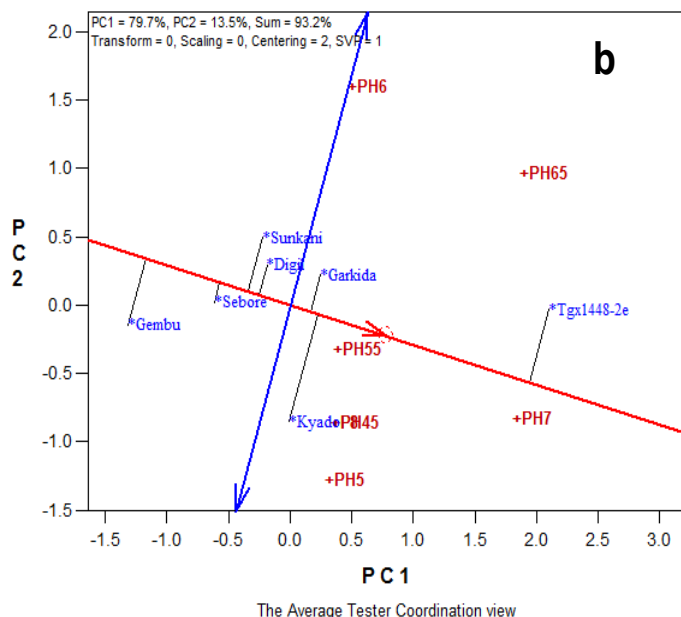 PC1 = 79.7%, PC2 = 13.5%, Sum = 93.2%
Transform = 0, Scaling = 0, Centering = 2, SVP = 1
b
2.0
+PH6
1.5
1.0
+PH65
P
C
2
0.5
*Sunkani
*Digil
*Garkida
0.0
*Sebore
*Tgx1448-2e
*Gembu
+PH55
-0.5
*Kyado
+PH7
-1.0
+PH5
-1.5
-1.5 -1.0 -0.5 0.0 0.5 1.0 1.5 2.0 2.5 3.0
P C 1
The Average Tester Coordination view